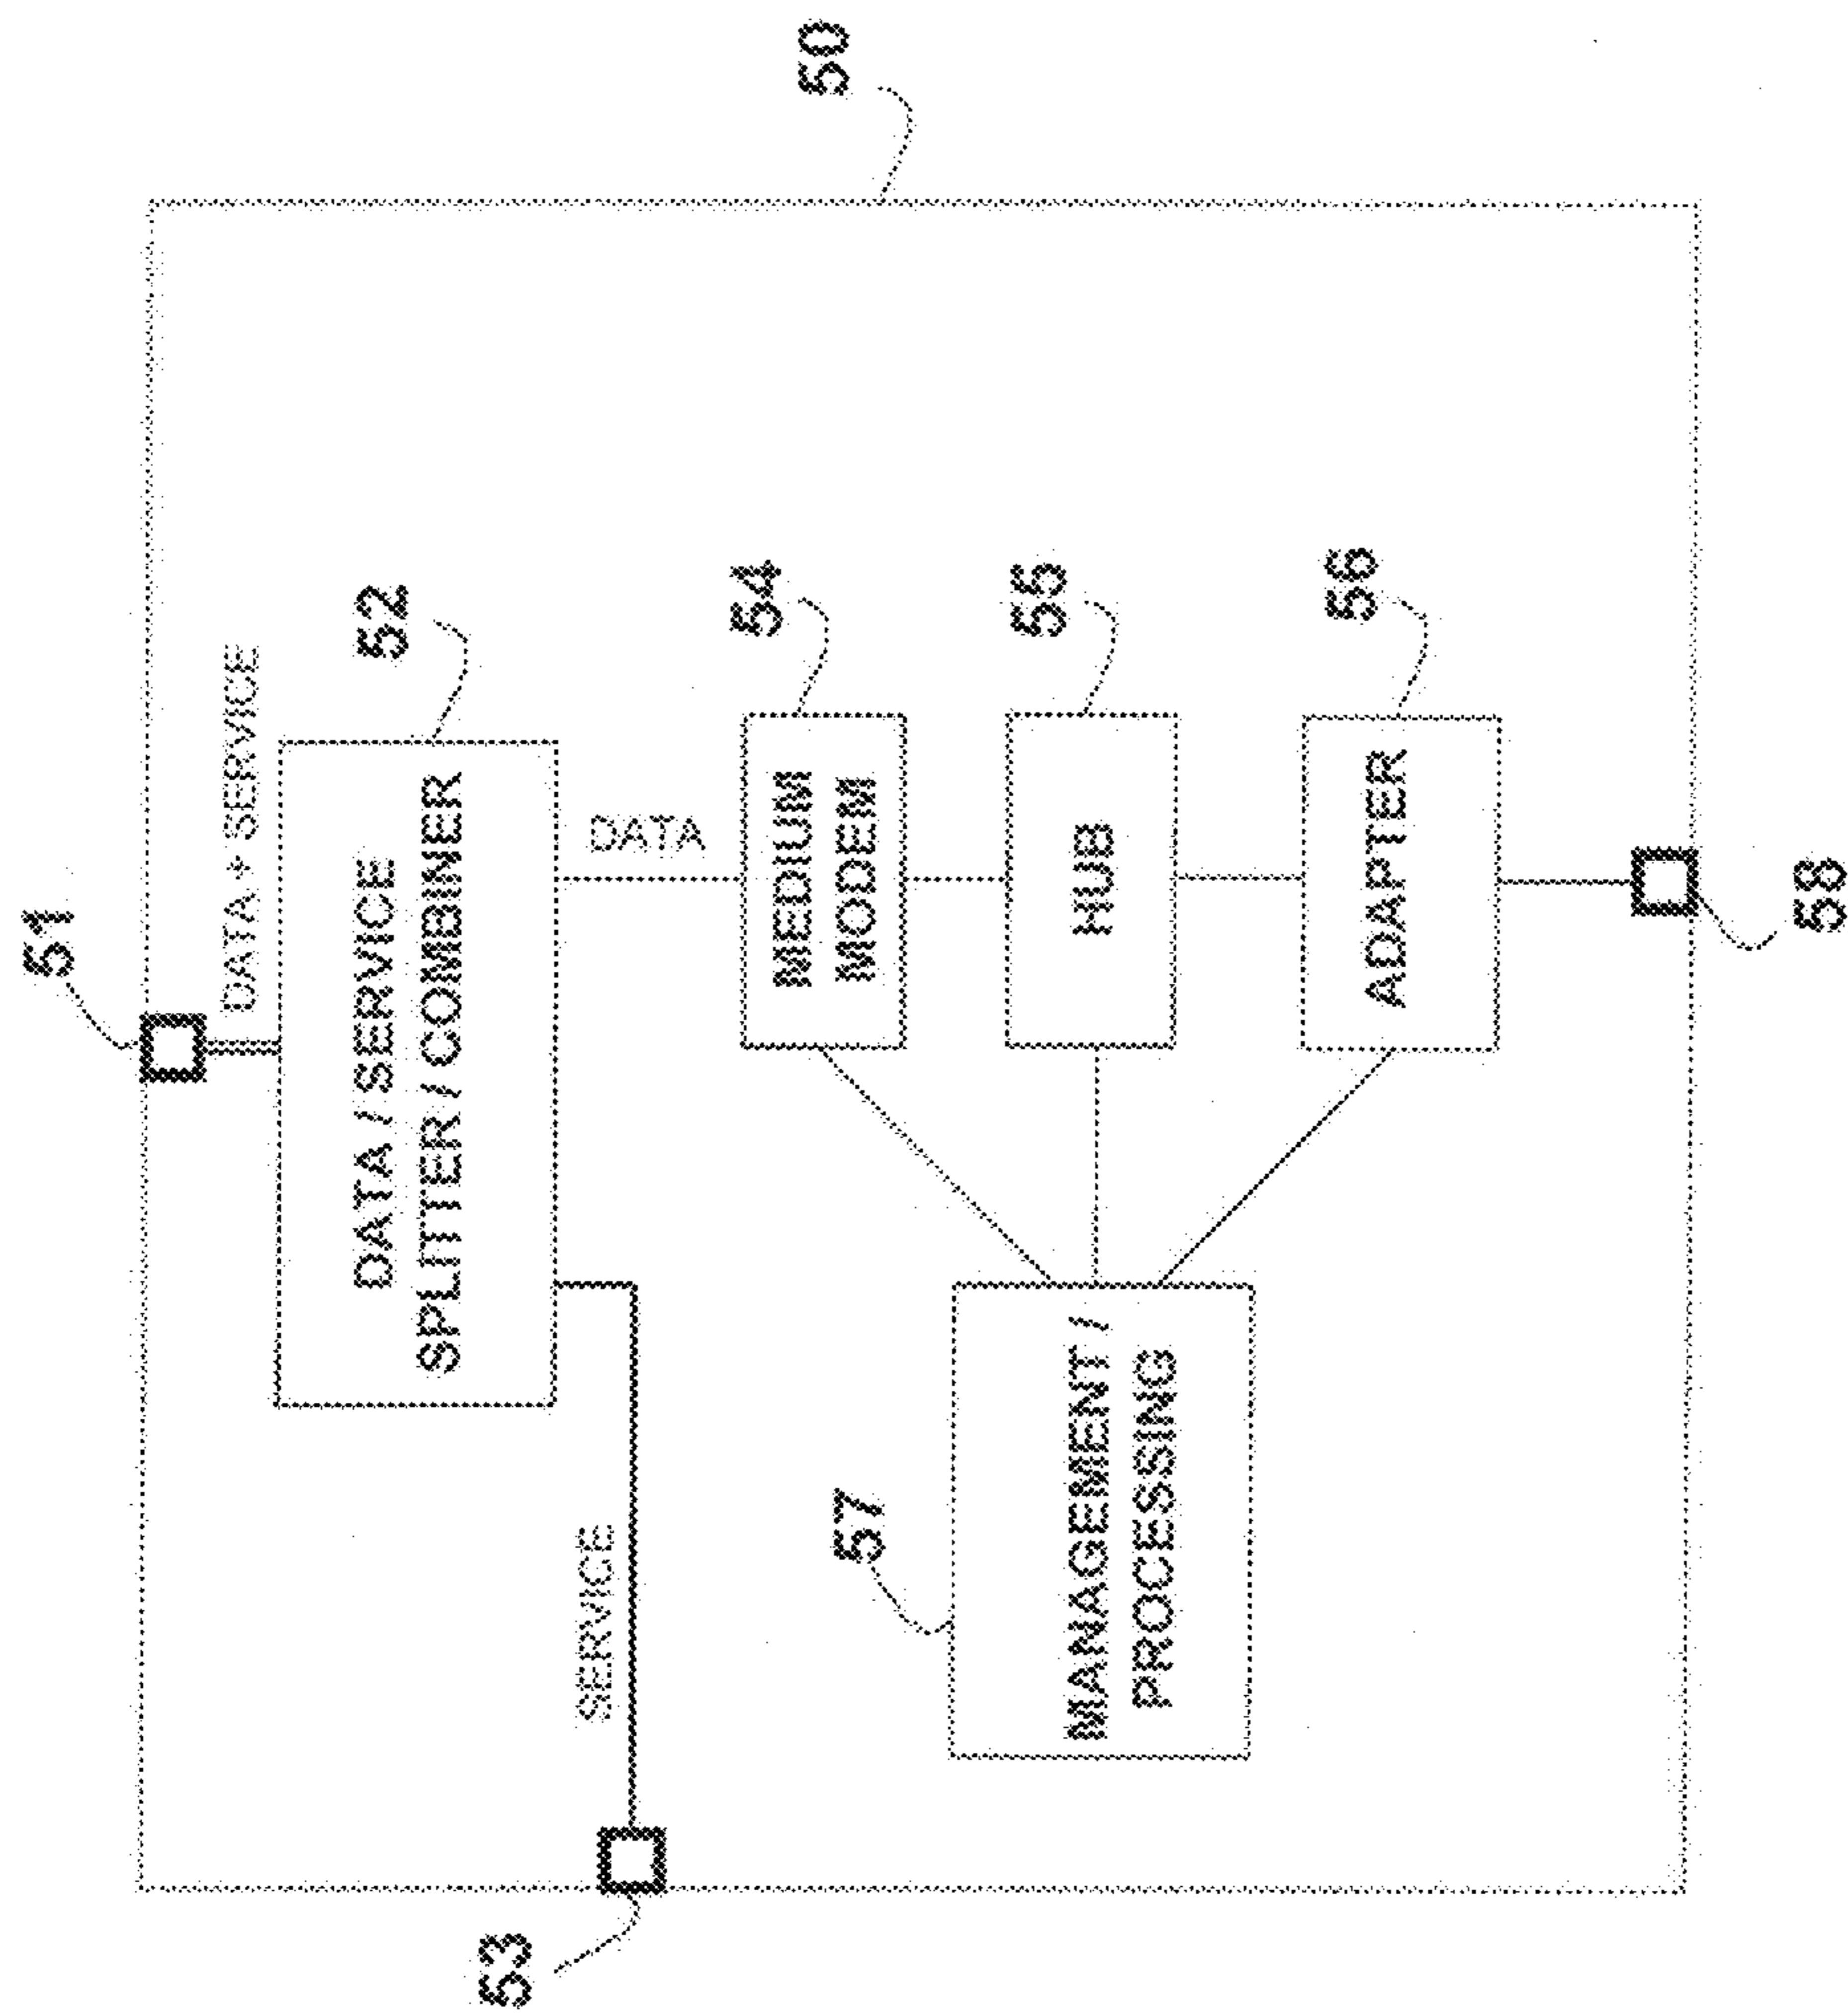 50
51
DATA + SERVICE
52
DATA / SERVICE
SPLITTER / COMBINER
53
SERVICE
DATA
54
MEDIUM
MODEM
55
HUB
56
ADAPTER
57
MANAGEMENT /
PROCESSING
58